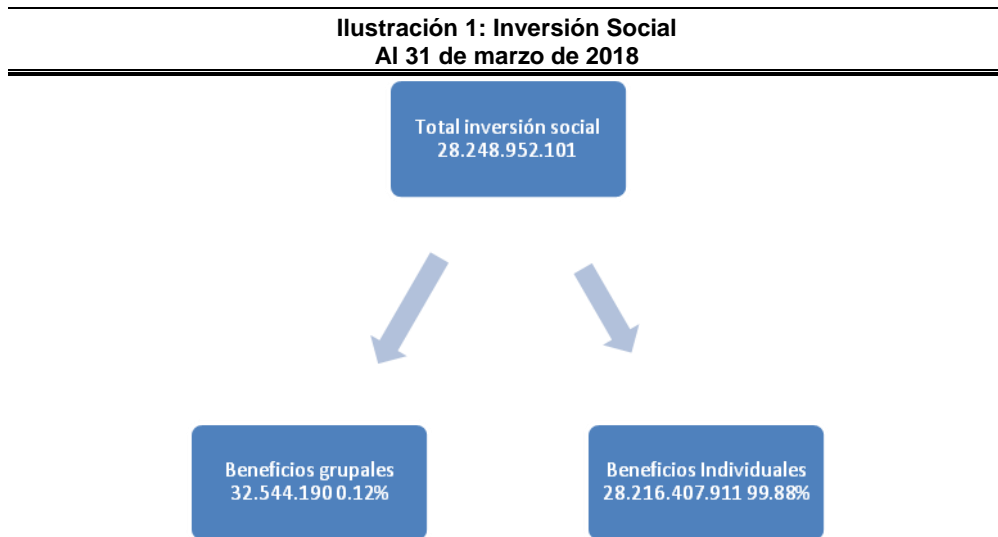 Ilustración 1: Inversión Social
Al 31 de marzo de 2018
Total inversión social
28.248.952.101
Beneficios grupales
32.544.190 0.12%
Beneficios Individuales
28.216.407.911 99.88%